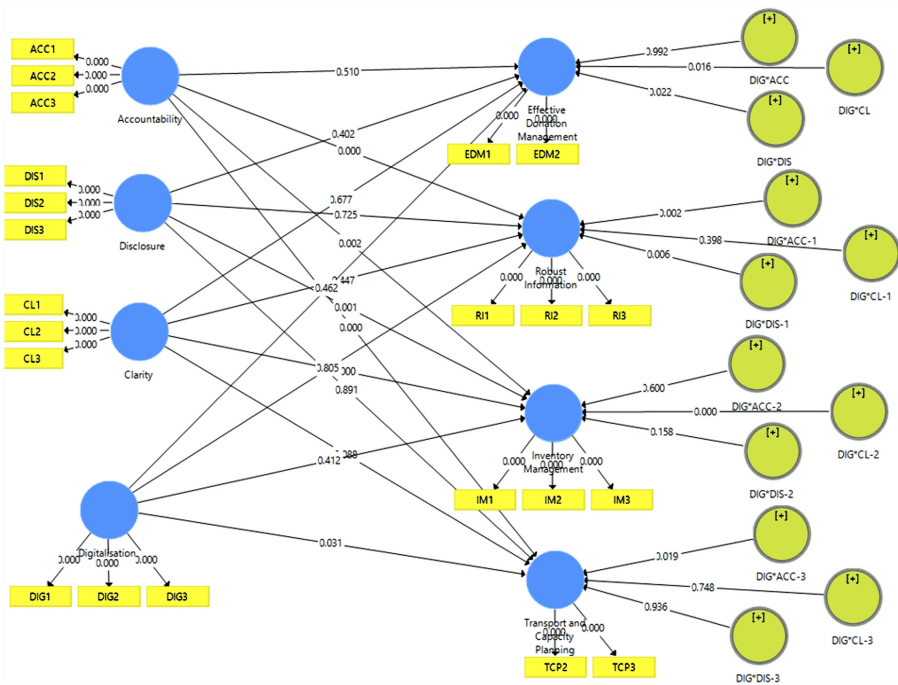 ACC1
ACC2
ACC3
0.000
0.000
0.000
Accountability
DIS1
DIS2
DIS3
0.000
0.000
0.000
Disclosure
CL1
CL2
CL3
0.000
0.000
0.000
Clarity
Digitalisation
0.000
0.000
0.000
DIG1
DIG2
DIG3
0.510
0.402
0.000
0.677
0.725
0.002
0.447
0.462
0.001
0.000
0.805
0.891
0.412
0.031
Effective
Donation
Management
0.000
0.000
EDM1
EDM2
Robust
Information
0.000
0.000
0.000
RI1
RI2
RI3
Inventory
Management
0.000
0.000
0.000
IM1
IM2
IM3
Transport and
Capacity
Planning
0.000
0.000
TCP2
TCP3
[+]
DIG*ACC
0.992
[+]
DIG*CL
0.016
[+]
DIG*DIS
0.022
[+]
DIG*ACC-1
0.002
[+]
DIG*CL-1
0.398
[+]
DIG*DIS-1
0.006
[+]
DIG*ACC-2
0.600
[+]
DIG*CL-2
0.000
[+]
DIG*DIS-2
0.158
[+]
DIG*ACC-3
0.019
[+]
DIG*CL-3
0.748
[+]
DIG*DIS-3
0.936